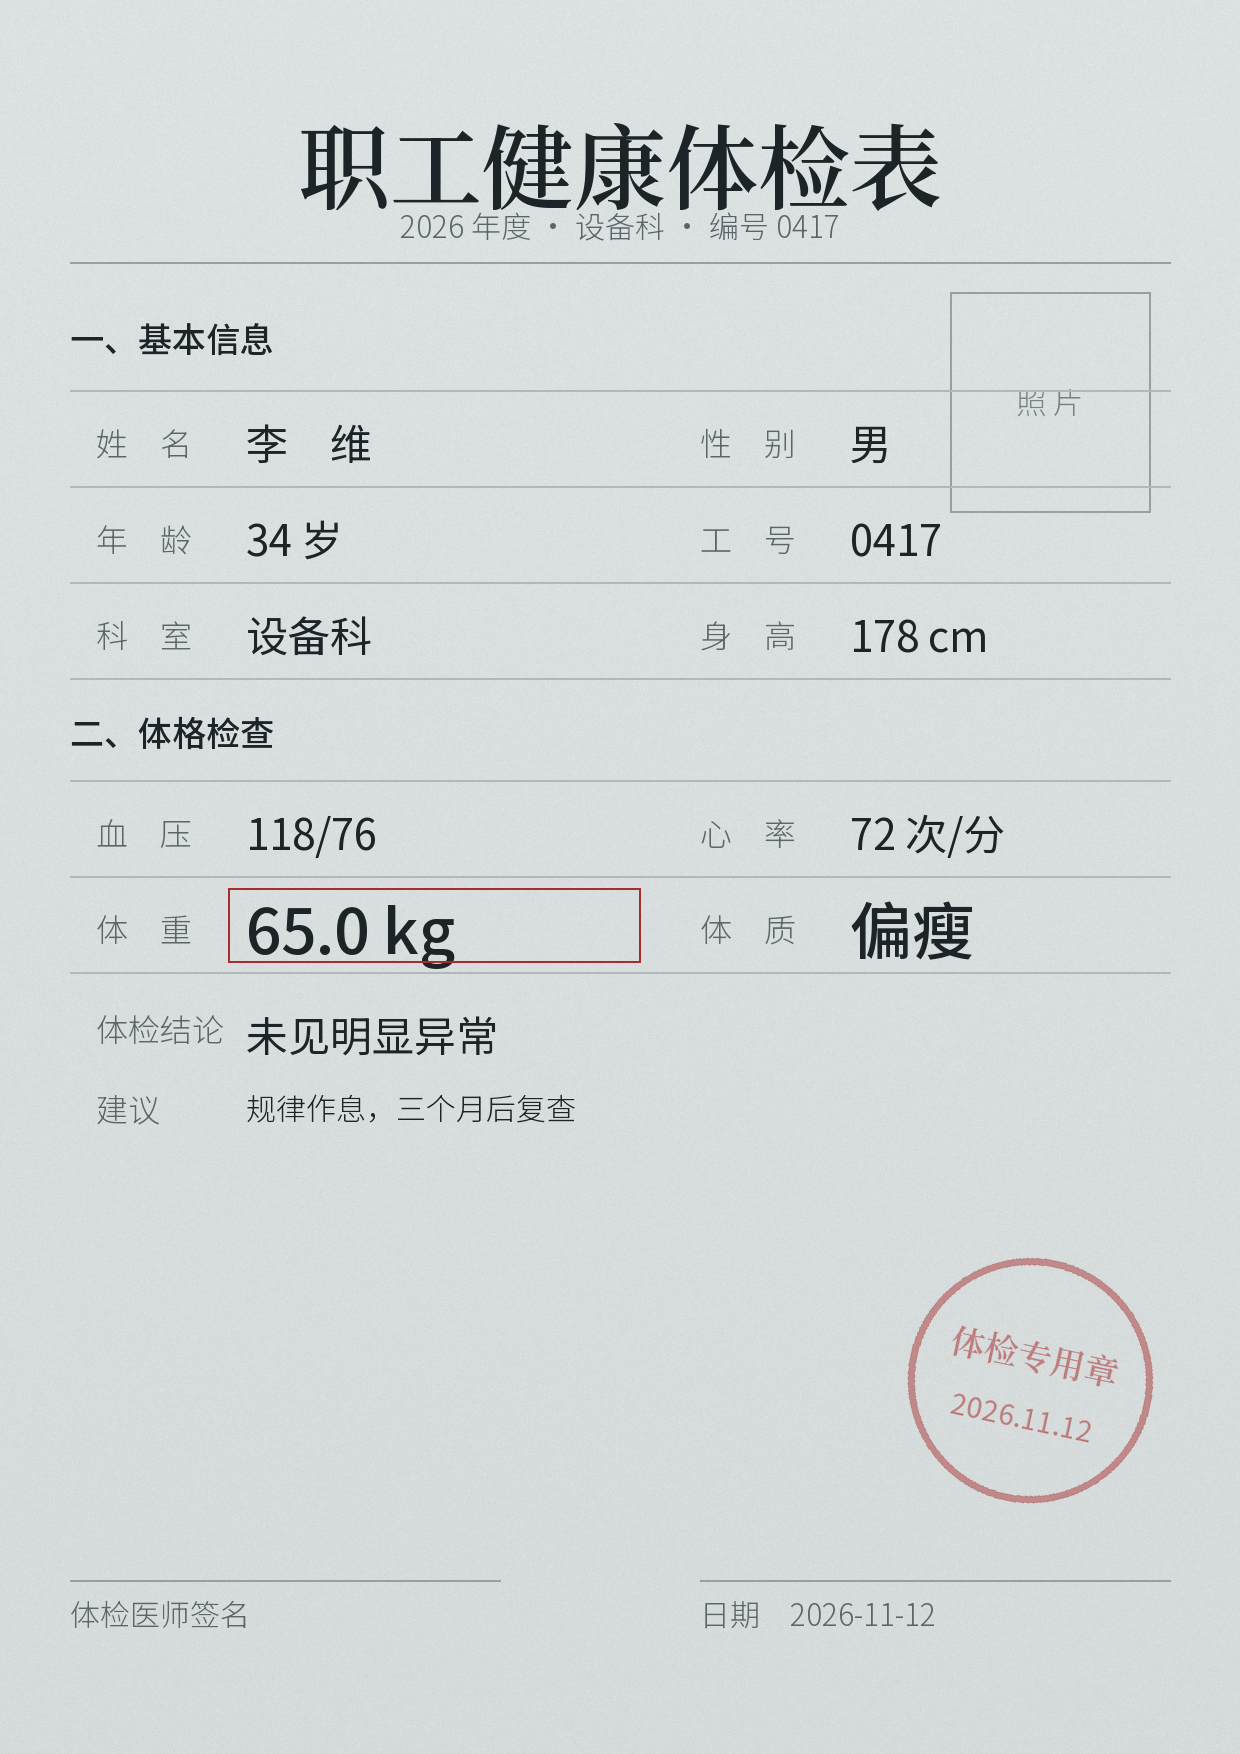 职工健康体检表
2026 年度 · 设备科 · 编号 0417
一、基本信息
照 片
姓 名 李 维 性 别 男
年 龄 34 岁 工 号 0417
科 室 设备科 身 高 178 cm
二、体格检查
血 压 118/76 心 率 72 次/分
体 重 65.0 kg 体 质 偏瘦
体检结论 未见明显异常
建议 规律作息，三个月后复查
体检专用章
2026.11.12
体检医师签名 日期 2026-11-12